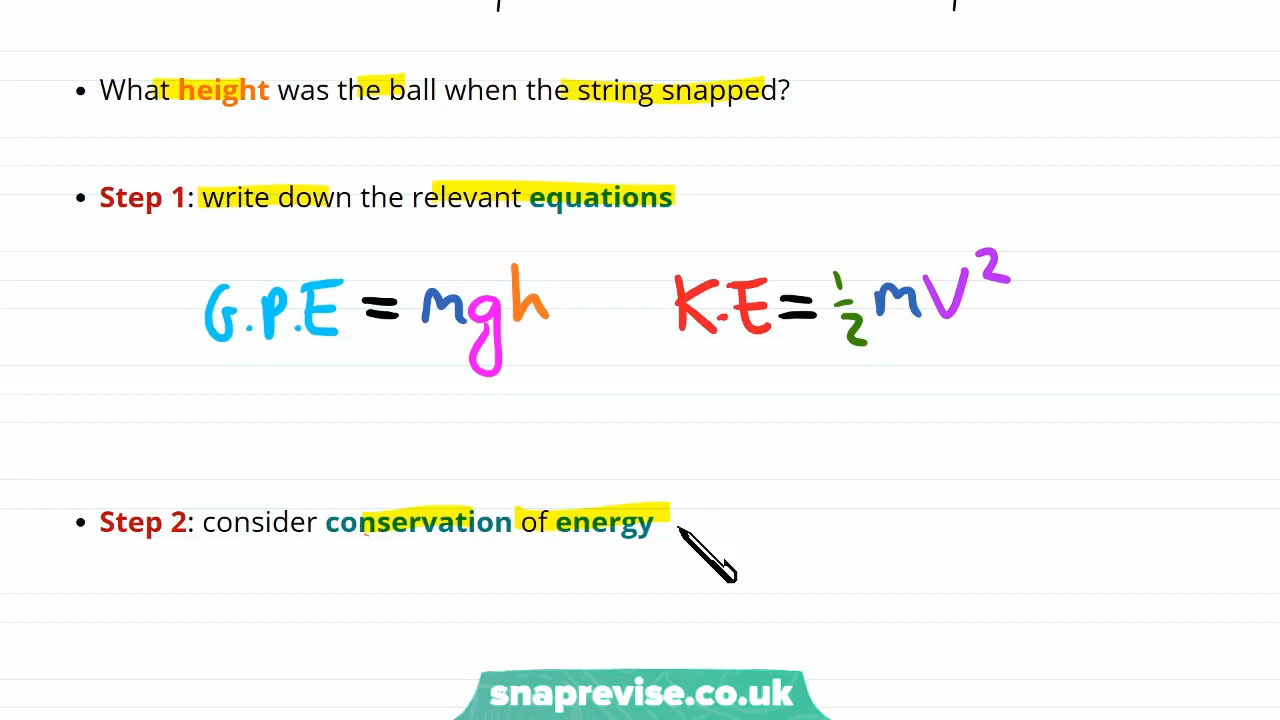 • What height was the ball when the string snapped?
• Step 1: write down the relevant equations
G.P.E = mgh K.E = ½mv²
• Step 2: consider conservation of energy
snaprevise.co.uk